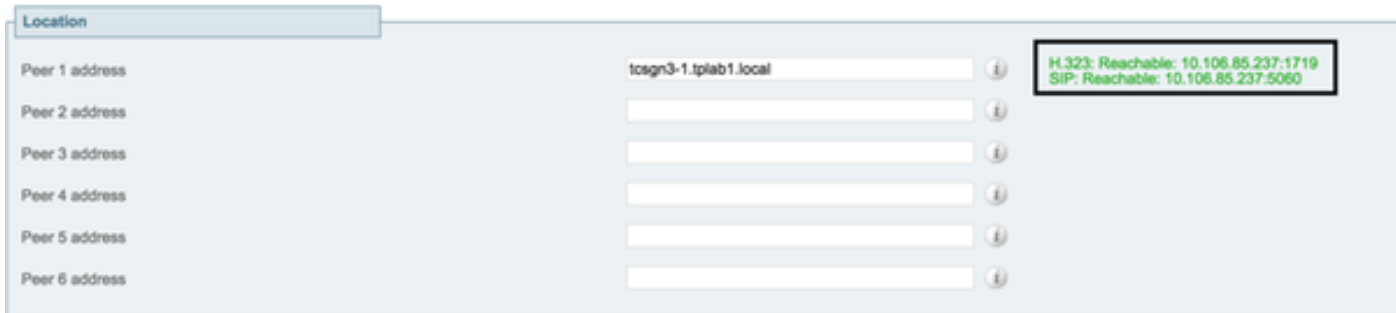 Location
Peer 1 address
tcsgn3-1.tplab1.local
i
H.323: Reachable: 10.106.85.237:1719
SIP: Reachable: 10.106.85.237:5060
Peer 2 address
i
Peer 3 address
i
Peer 4 address
i
Peer 5 address
i
Peer 6 address
i